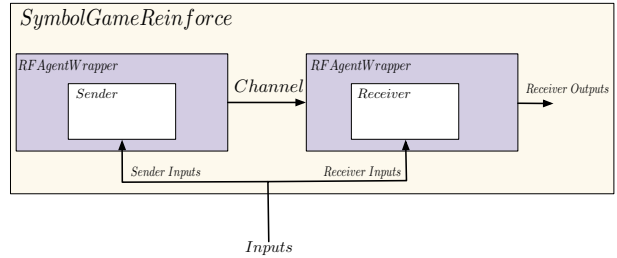 SymbolGameReinforce
RFAgentWrapper
Sender
Channel
RFAgentWrapper
Receiver
Receiver Outputs
Sender Inputs
Receiver Inputs
Inputs